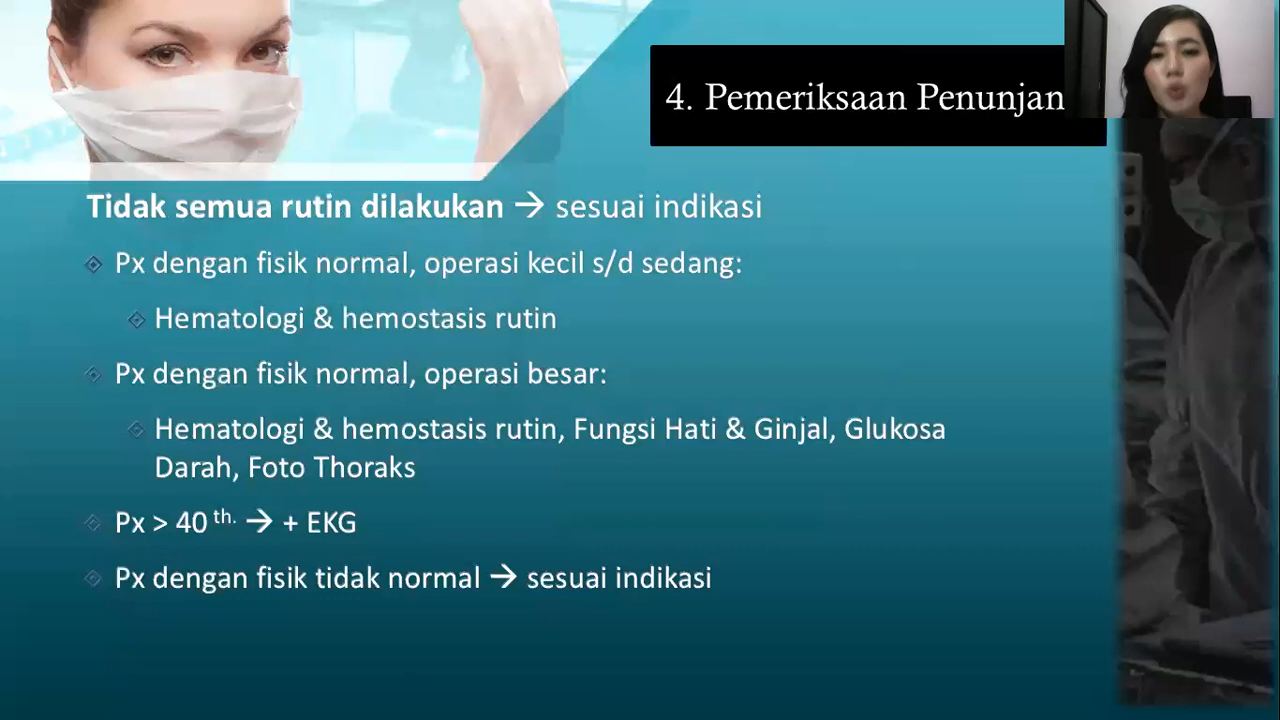 4. Pemeriksaan Penunjan
Tidak semua rutin dilakukan → sesuai indikasi
Px dengan fisik normal, operasi kecil s/d sedang:
Hematologi & hemostasis rutin
Px dengan fisik normal, operasi besar:
Hematologi & hemostasis rutin, Fungsi Hati & Ginjal, Glukosa
Darah, Foto Thoraks
Px > 40 th. → + EKG
Px dengan fisik tidak normal → sesuai indikasi